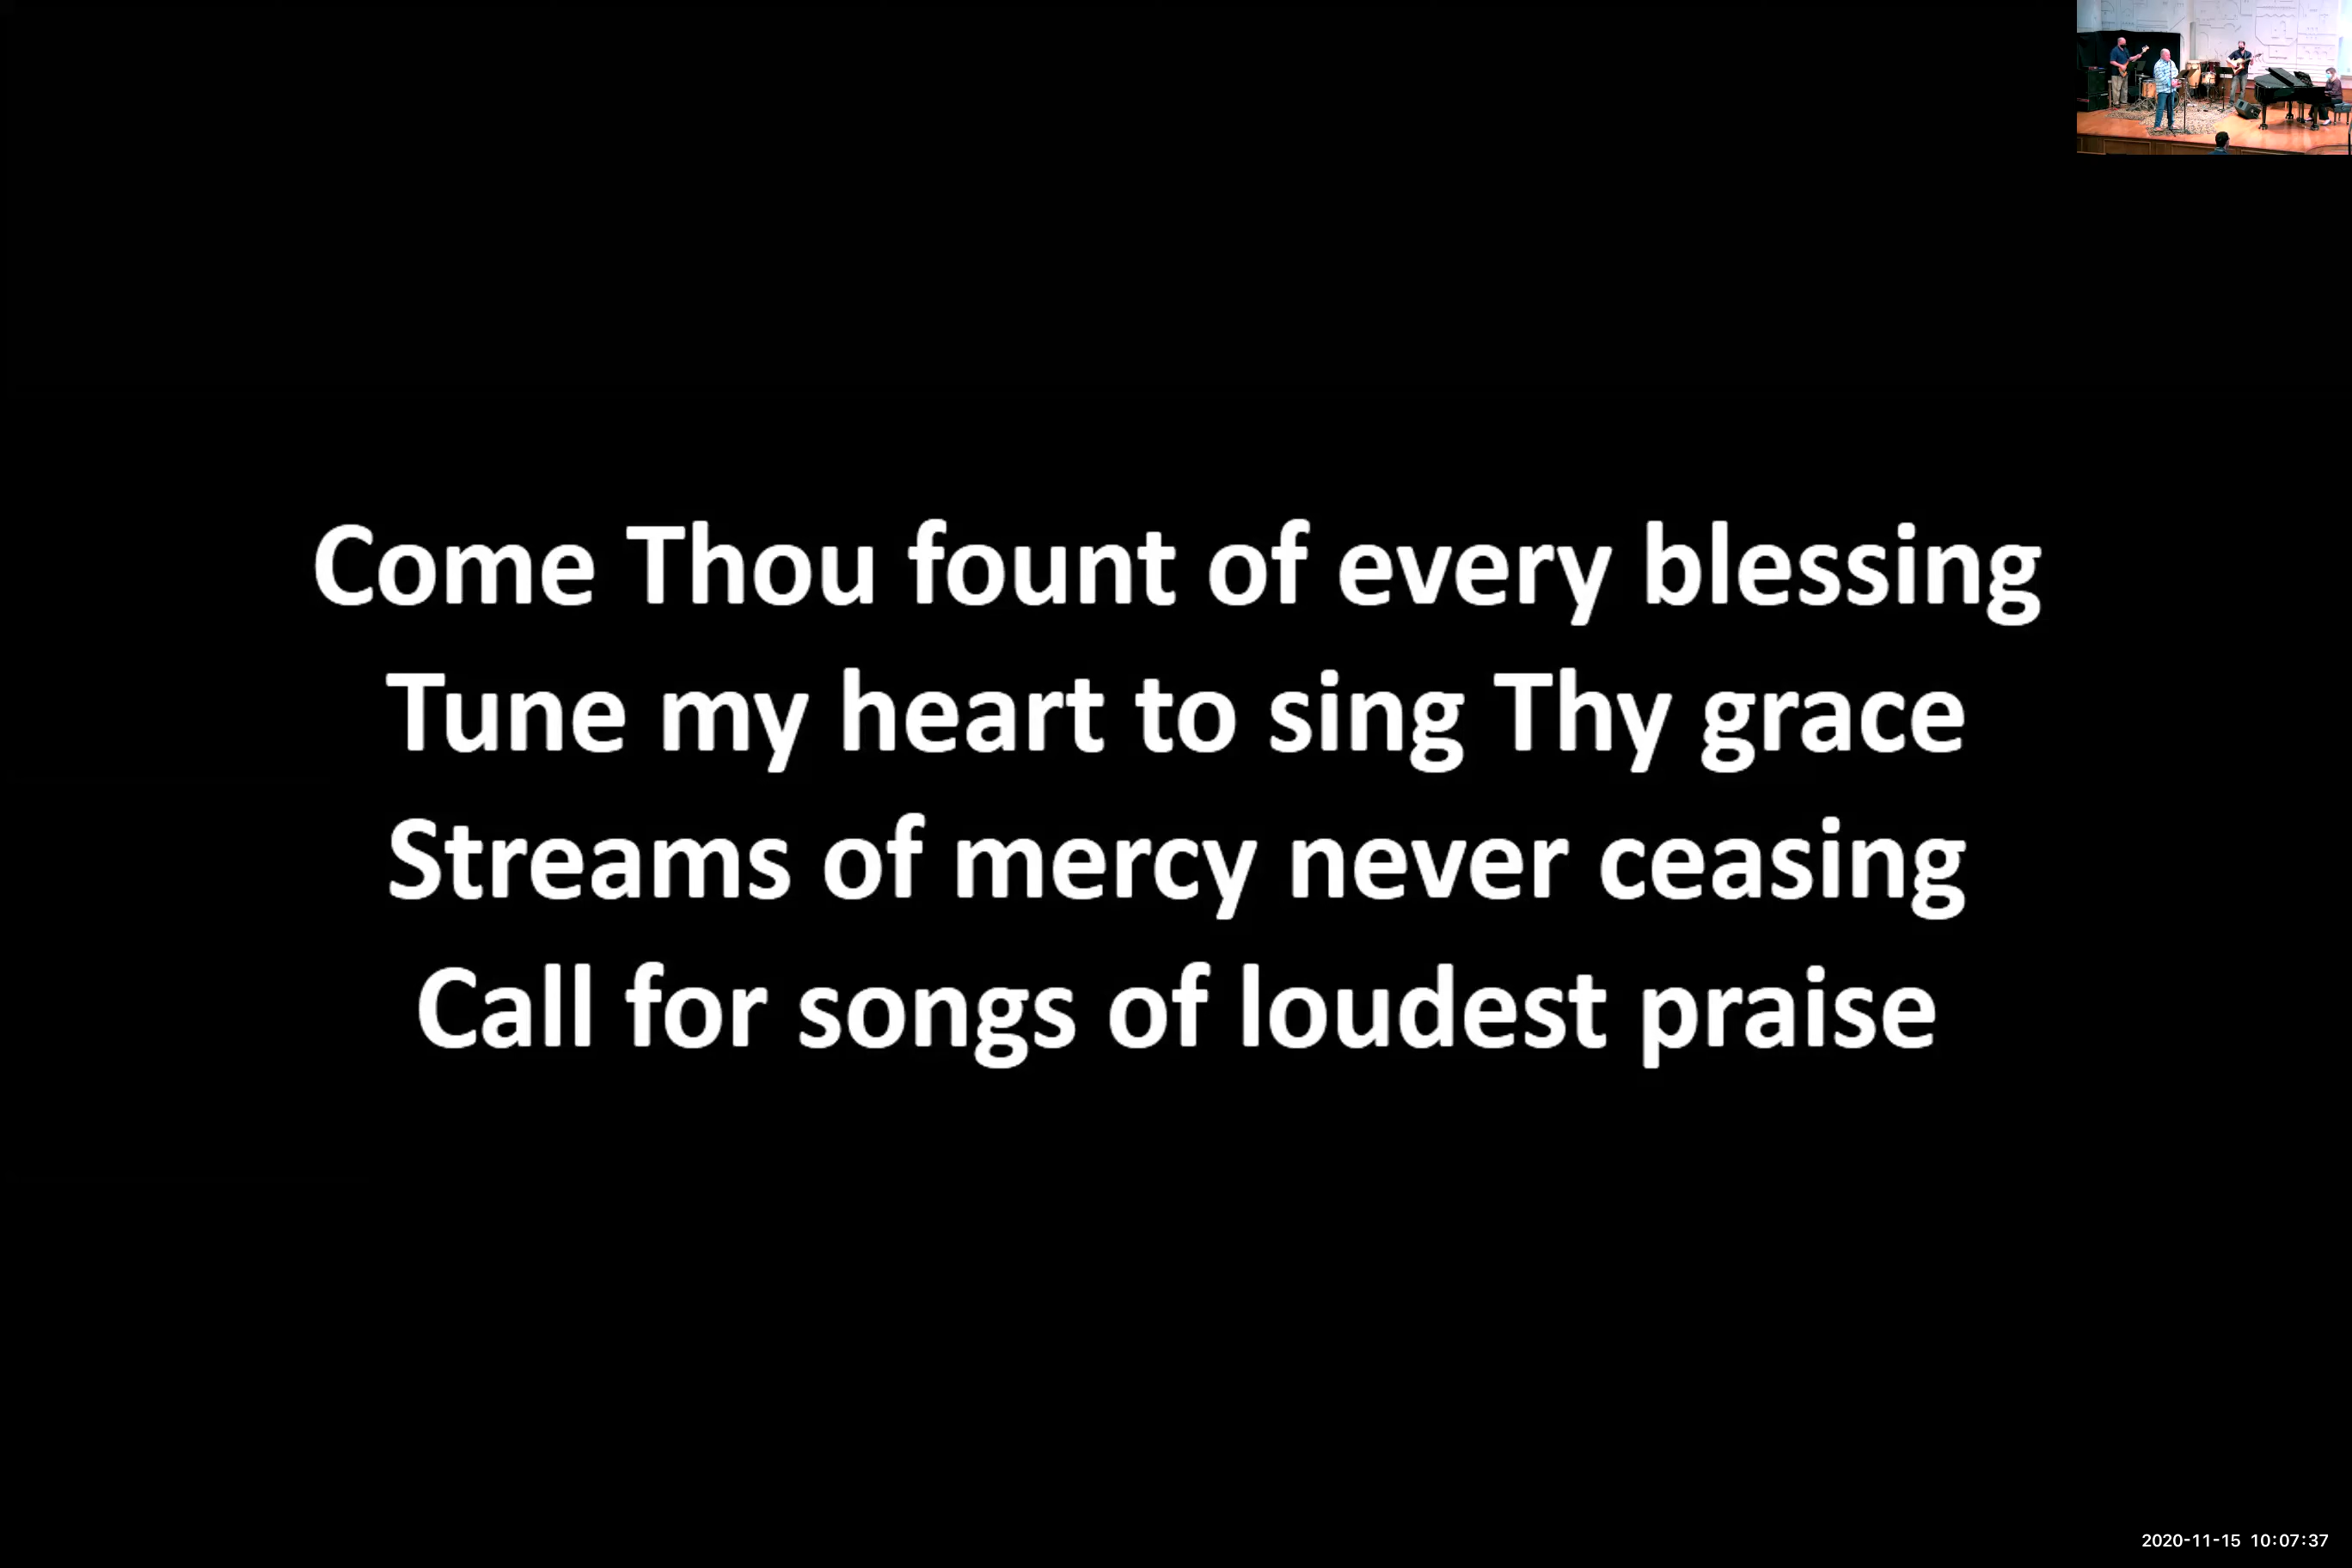 Come Thou fount of every blessing
Tune my heart to sing Thy grace
Streams of mercy never ceasing
Call for songs of loudest praise
2020-11-15 10:07:37